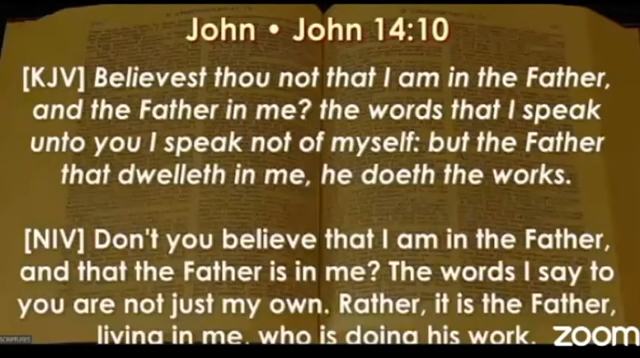 John • John 14:10
[KJV] Believest thou not that I am in the Father,
and the Father in me? the words that I speak
unto you I speak not of myself: but the Father
that dwelleth in me, he doeth the works.
[NIV] Don't you believe that I am in the Father,
and that the Father is in me? The words I say to
you are not just my own. Rather, it is the Father,
living in me, who is doing his work.
SCRIPTURES
zoom